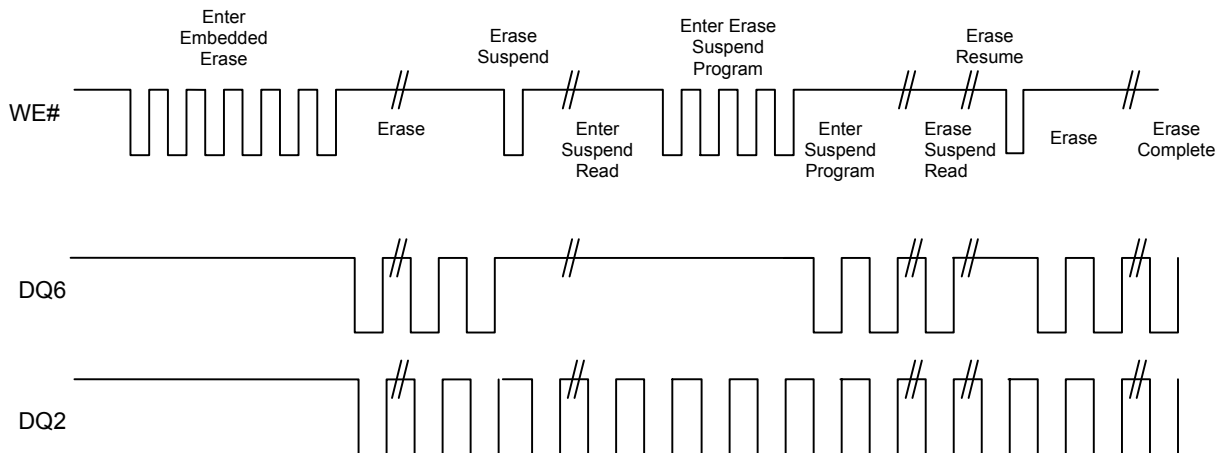 Enter
Embedded
Erase
Erase
Suspend
Enter Erase
Suspend
Program
Erase
Resume
WE#
Erase
Enter
Suspend
Read
Enter
Suspend
Program
Erase
Suspend
Read
Erase
Erase
Complete
DQ6
DQ2